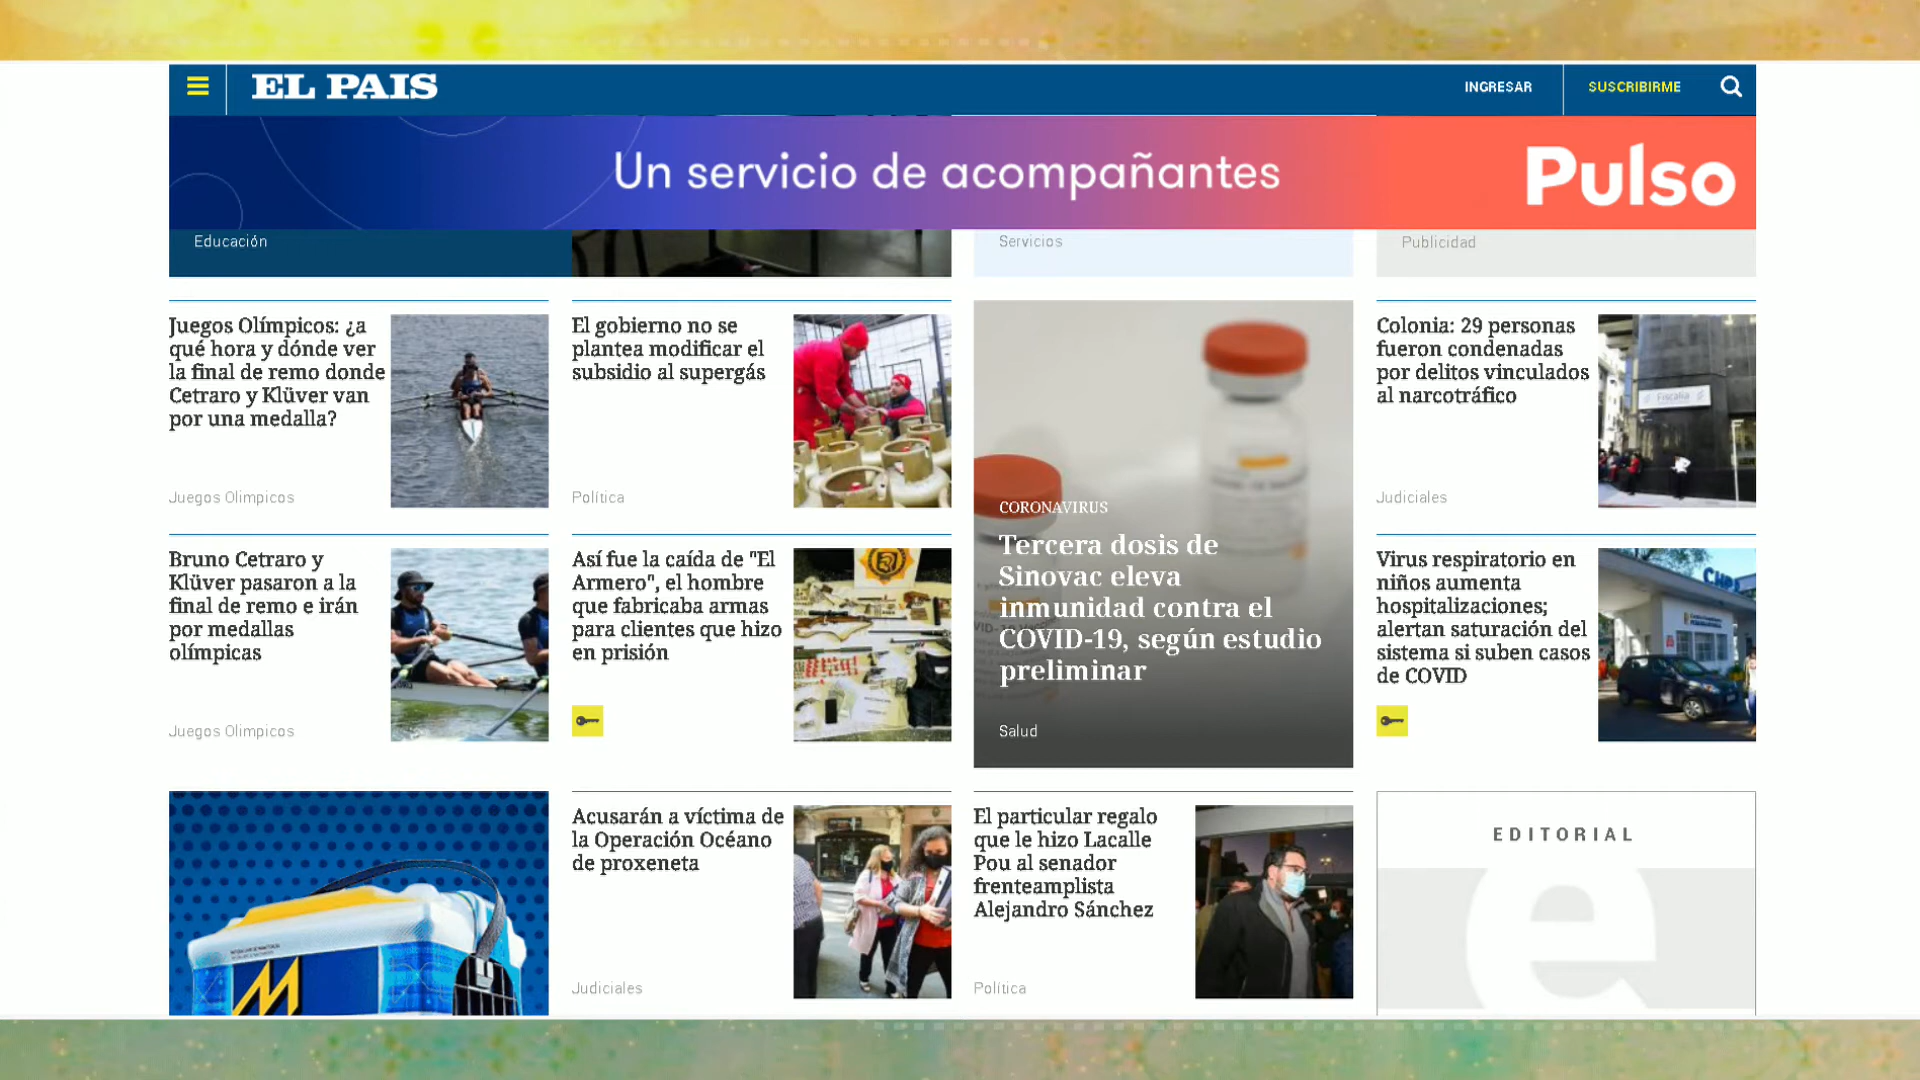 EL PAIS
INGRESAR
SUSCRIBIRME
Un servicio de acompañantes
Pulso
Educación
Servicios
Publicidad
Juegos Olímpicos: ¿a
qué hora y dónde ver
la final de remo donde
Cetraro y Klüver van
por una medalla?
Juegos Olimpicos
El gobierno no se
plantea modificar el
subsidio al supergás
Política
CORONAVIRUS
Tercera dosis de
Sinovac eleva
inmunidad contra el
COVID-19, según estudio
preliminar
Salud
Colonia: 29 personas
fueron condenadas
por delitos vinculados
al narcotráfico
Judiciales
Fiscalía
Bruno Cetraro y
Klüver pasaron a la
final de remo e irán
por medallas
olímpicas
Juegos Olimpicos
Así fue la caída de "El
Armero", el hombre
que fabricaba armas
para clientes que hizo
en prisión
Virus respiratorio en
niños aumenta
hospitalizaciones;
alertan saturación del
sistema si suben casos
de COVID
Acusarán a víctima de
la Operación Océano
de proxeneta
Judiciales
El particular regalo
que le hizo Lacalle
Pou al senador
frenteamplista
Alejandro Sánchez
Política
EDITORIAL
e